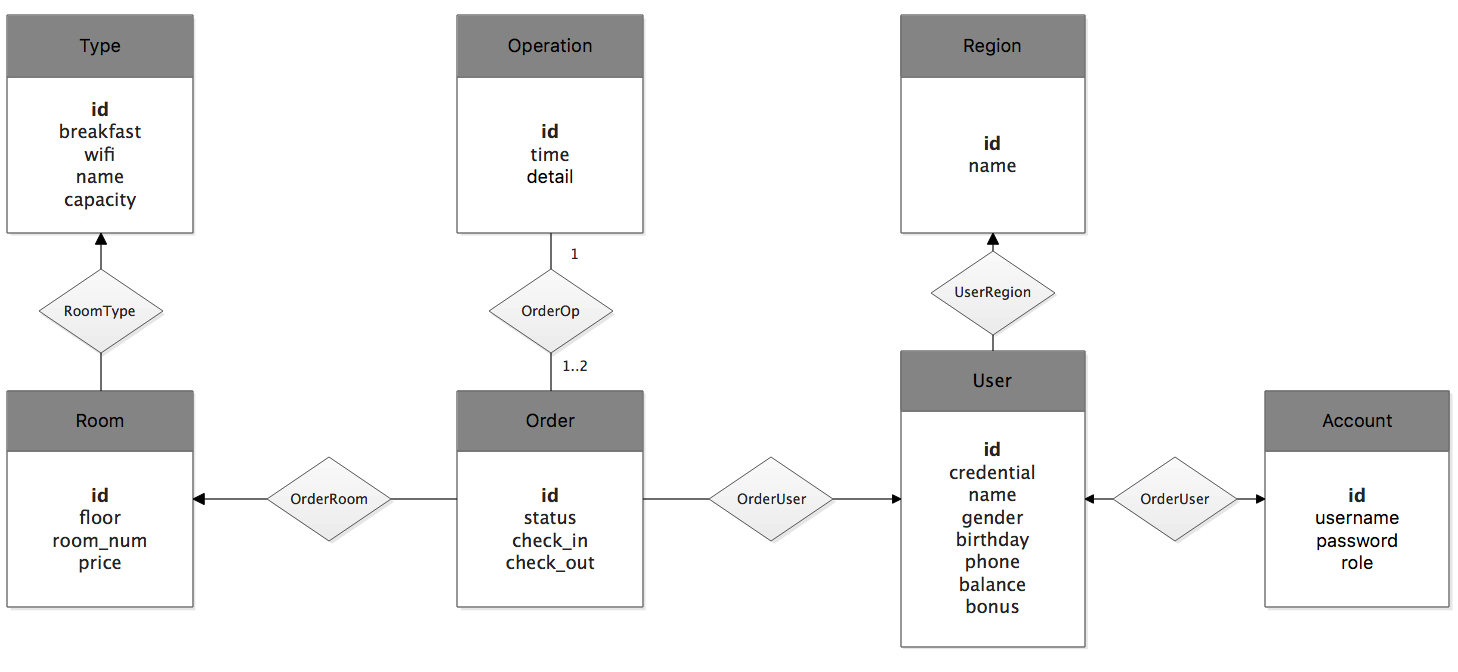 Type
id
breakfast
wifi
name
capacity
Operation
id
time
detail
Region
id
name
RoomType
1
OrderOp
1..2
UserRegion
Room
id
floor
room_num
price
OrderRoom
Order
id
status
check_in
check_out
OrderUser
User
id
credential
name
gender
birthday
phone
balance
bonus
OrderUser
Account
id
username
password
role